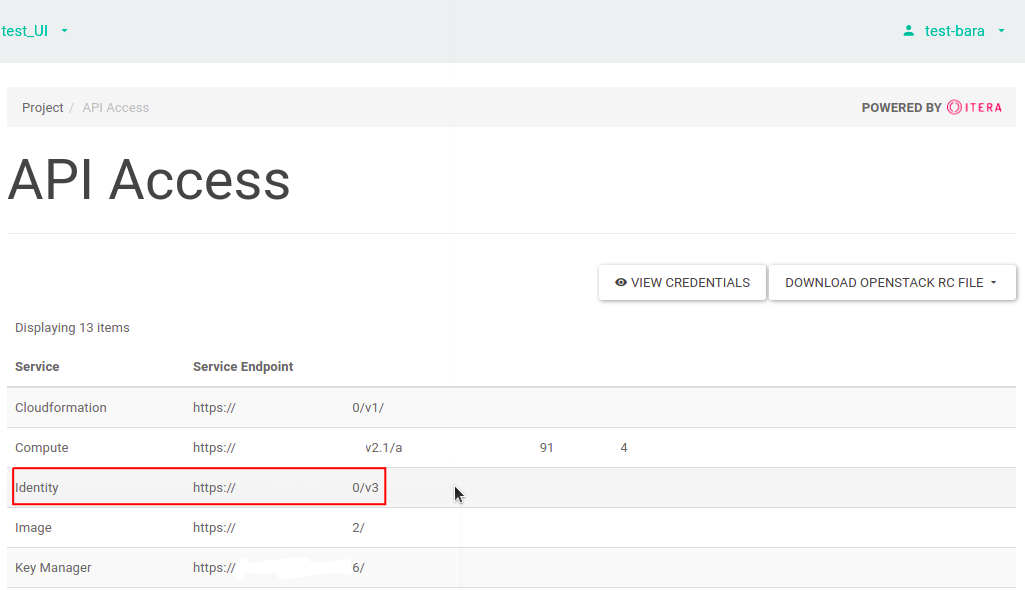 test_UI test-bara
Project / API Access POWERED BY ITERA
API Access
VIEW CREDENTIALS DOWNLOAD OPENSTACK RC FILE
Displaying 13 items
Service Service Endpoint
Cloudformation https:// 0/v1/
Compute https:// v2.1/a 91 4
Identity https:// 0/v3
Image https:// 2/
Key Manager https:// 6/